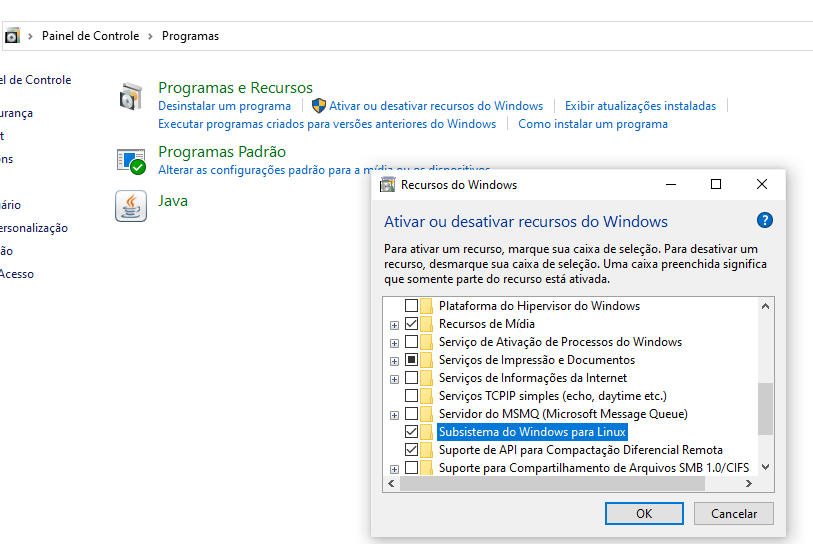 Painel de Controle > Programas
el de Controle
urança
t
ons
ário
ersonalização
ão
Acesso
Programas e Recursos
Desinstalar um programa
Ativar ou desativar recursos do Windows
Exibir atualizações instaladas
Executar programas criados para versões anteriores do Windows
Como instalar um programa
Programas Padrão
Alterar as configurações padrão para a mídia ou os dispositivos
Java
Recursos do Windows
Ativar ou desativar recursos do Windows
?
Para ativar um recurso, marque sua caixa de seleção. Para desativar um
recurso, desmarque sua caixa de seleção. Uma caixa preenchida significa
que somente parte do recurso está ativada.
Plataforma do Hipervisor do Windows
Recursos de Mídia
Serviço de Ativação de Processos do Windows
Serviços de Impressão e Documentos
Serviços de Informações da Internet
Serviços TCPIP simples (echo, daytime etc.)
Servidor do MSMQ (Microsoft Message Queue)
Subsistema do Windows para Linux
Suporte de API para Compactação Diferencial Remota
Suporte para Compartilhamento de Arquivos SMB 1.0/CIFS
OK
Cancelar